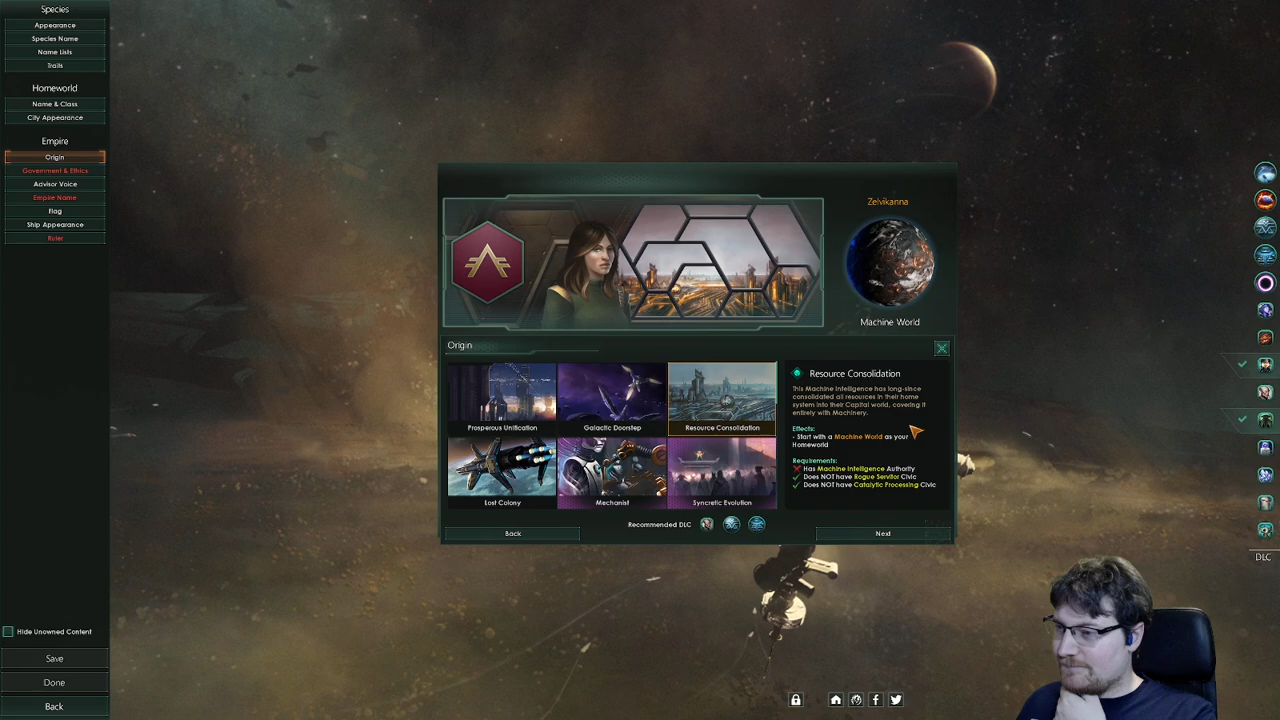 Species
Appearance
Species Name
Name Lists
Traits
Homeworld
Name & Class
City Appearance
Empire
Origin
Government & Ethics
Advisor Voice
Empire Name
Flag
Ship Appearance
Ruler
Hide Unowned Content
Save
Done
Back
Zelvikanna
Machine World
Origin
Prosperous Unification
Galactic Doorstep
Resource Consolidation
Lost Colony
Mechanist
Syncretic Evolution
Resource Consolidation
This Machine Intelligence has long-since
consolidated all resources in their home
system into their Capital world, covering it
entirely with Machinery.
Effects:
- Start with a Machine World as your
Homeworld
Requirements:
Has Machine Intelligence Authority
Does NOT have Rogue Servitor Civic
Does NOT have Catalytic Processing Civic
Recommended DLC
Back
Next
DLC